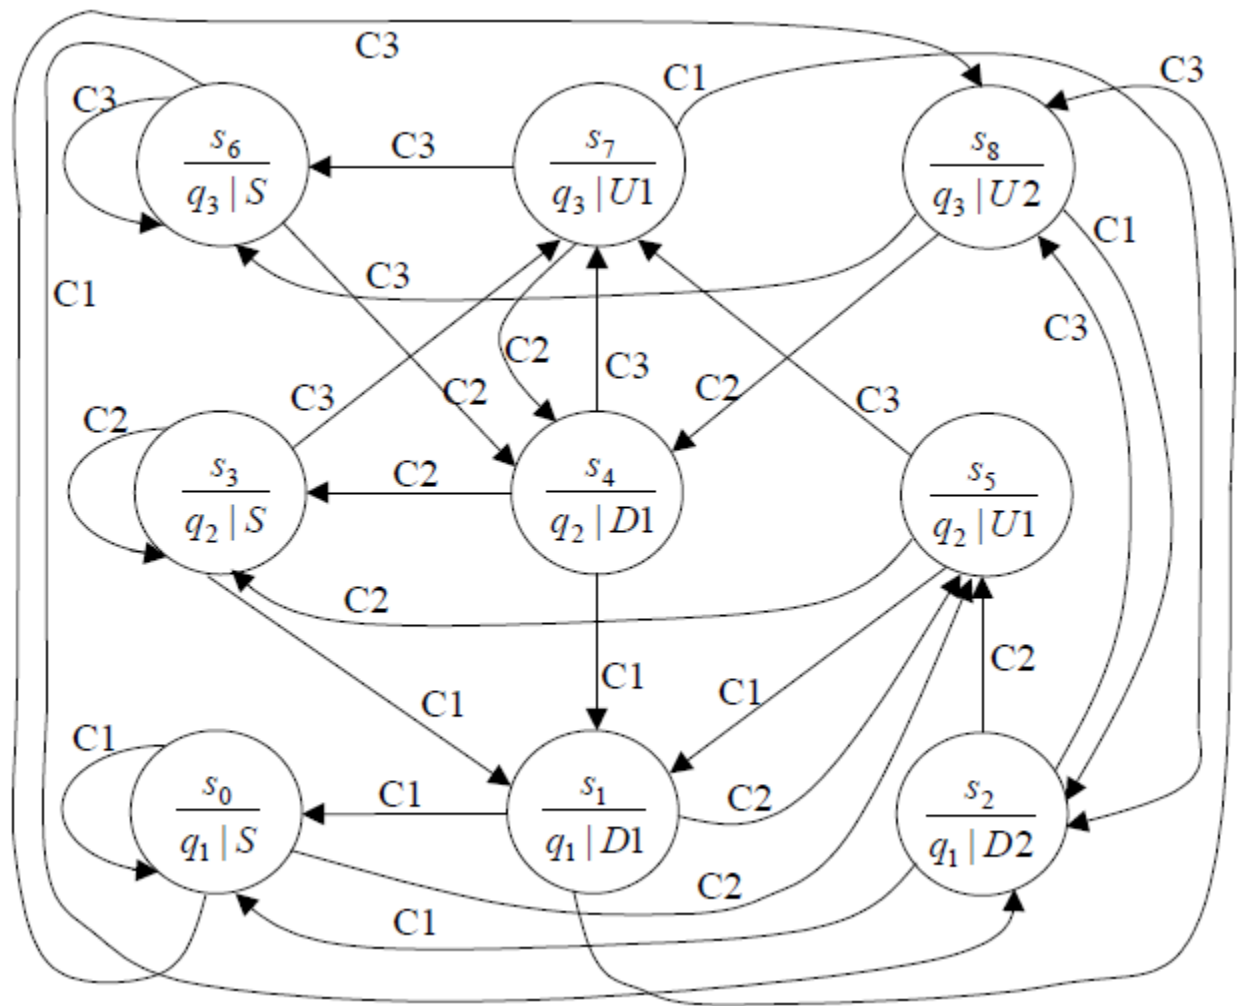 C3
C1
C3
C3
s6
q3 | S
C3
s7
q3 | U1
s8
q3 | U2
C1
C3
C1
C3
C2
C3
C2
C2
C3
C3
C2
s3
q2 | S
C2
s4
q2 | D1
s5
q2 | U1
C2
C1
C2
C1
C1
C1
s0
q1 | S
C1
s1
q1 | D1
C2
s2
q1 | D2
C2
C1